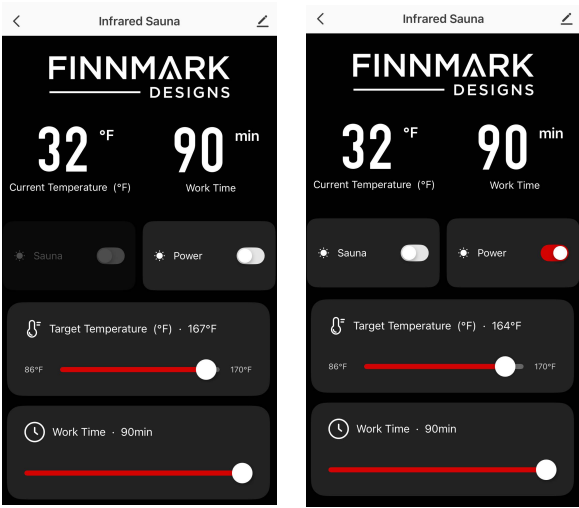 Infrared Sauna
FINNMARK
DESIGNS
32 °F
90 min
Current Temperature (°F)
Work Time
Sauna
Power
Target Temperature (°F) · 167°F
86°F
170°F
Work Time · 90min
Infrared Sauna
FINNMARK
DESIGNS
32 °F
90 min
Current Temperature (°F)
Work Time
Sauna
Power
Target Temperature (°F) · 164°F
86°F
170°F
Work Time · 90min